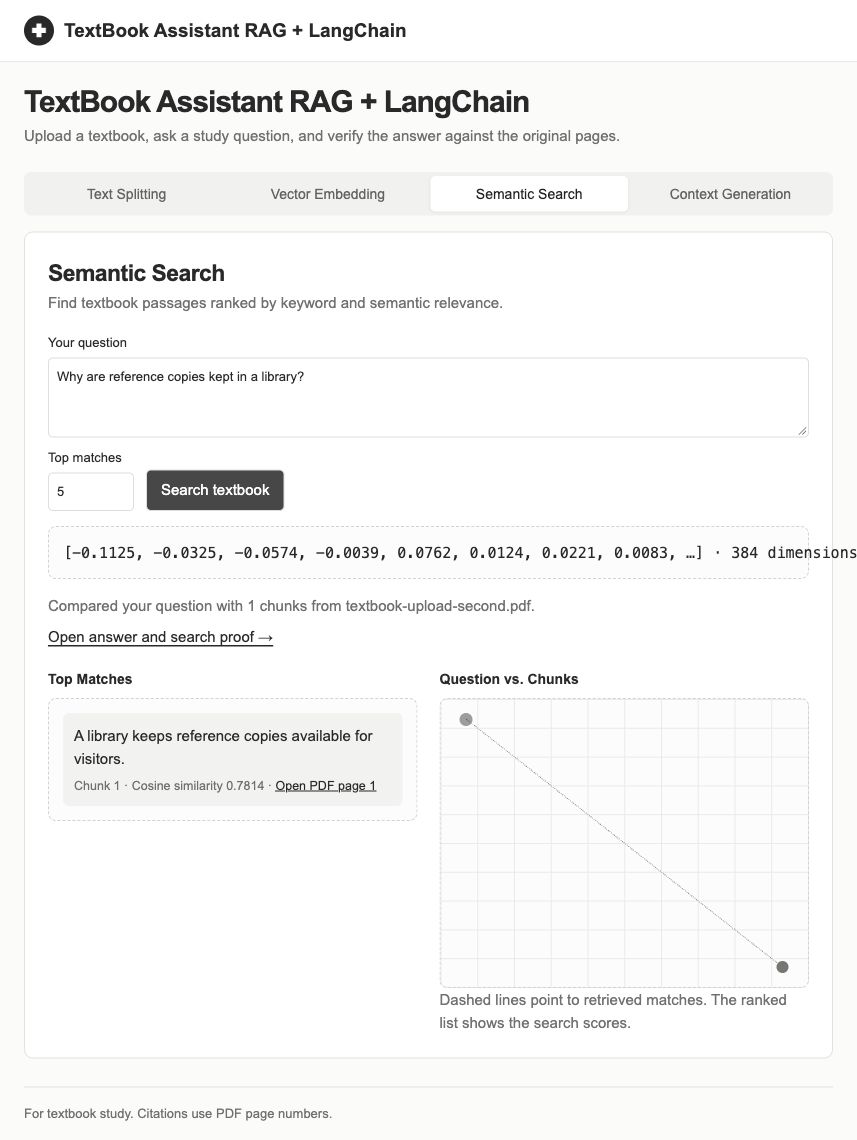 TextBook Assistant RAG + LangChain
TextBook Assistant RAG + LangChain
Upload a textbook, ask a study question, and verify the answer against the original pages.
Text Splitting
Vector Embedding
Semantic Search
Context Generation
Semantic Search
Find textbook passages ranked by keyword and semantic relevance.
Your question
Why are reference copies kept in a library?
Top matches
5
Search textbook
[−0.1125, −0.0325, −0.0574, −0.0039, 0.0762, 0.0124, 0.0221, 0.0083, …] · 384 dimensions
Compared your question with 1 chunks from textbook-upload-second.pdf.
Open answer and search proof →
Top Matches
A library keeps reference copies available for
visitors.
Chunk 1 · Cosine similarity 0.7814 · Open PDF page 1
Question vs. Chunks
Dashed lines point to retrieved matches. The ranked
list shows the search scores.
For textbook study. Citations use PDF page numbers.